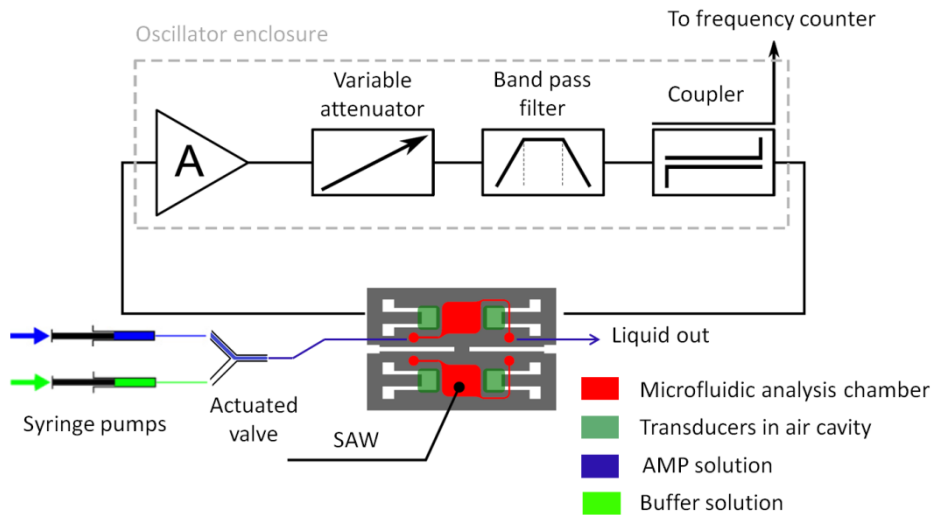 To frequency counter
Oscillator enclosure
Variable
attenuator
Band pass
filter
Coupler
A
Liquid out
Syringe pumps
Actuated
valve
SAW
Microfluidic analysis chamber
Transducers in air cavity
AMP solution
Buffer solution